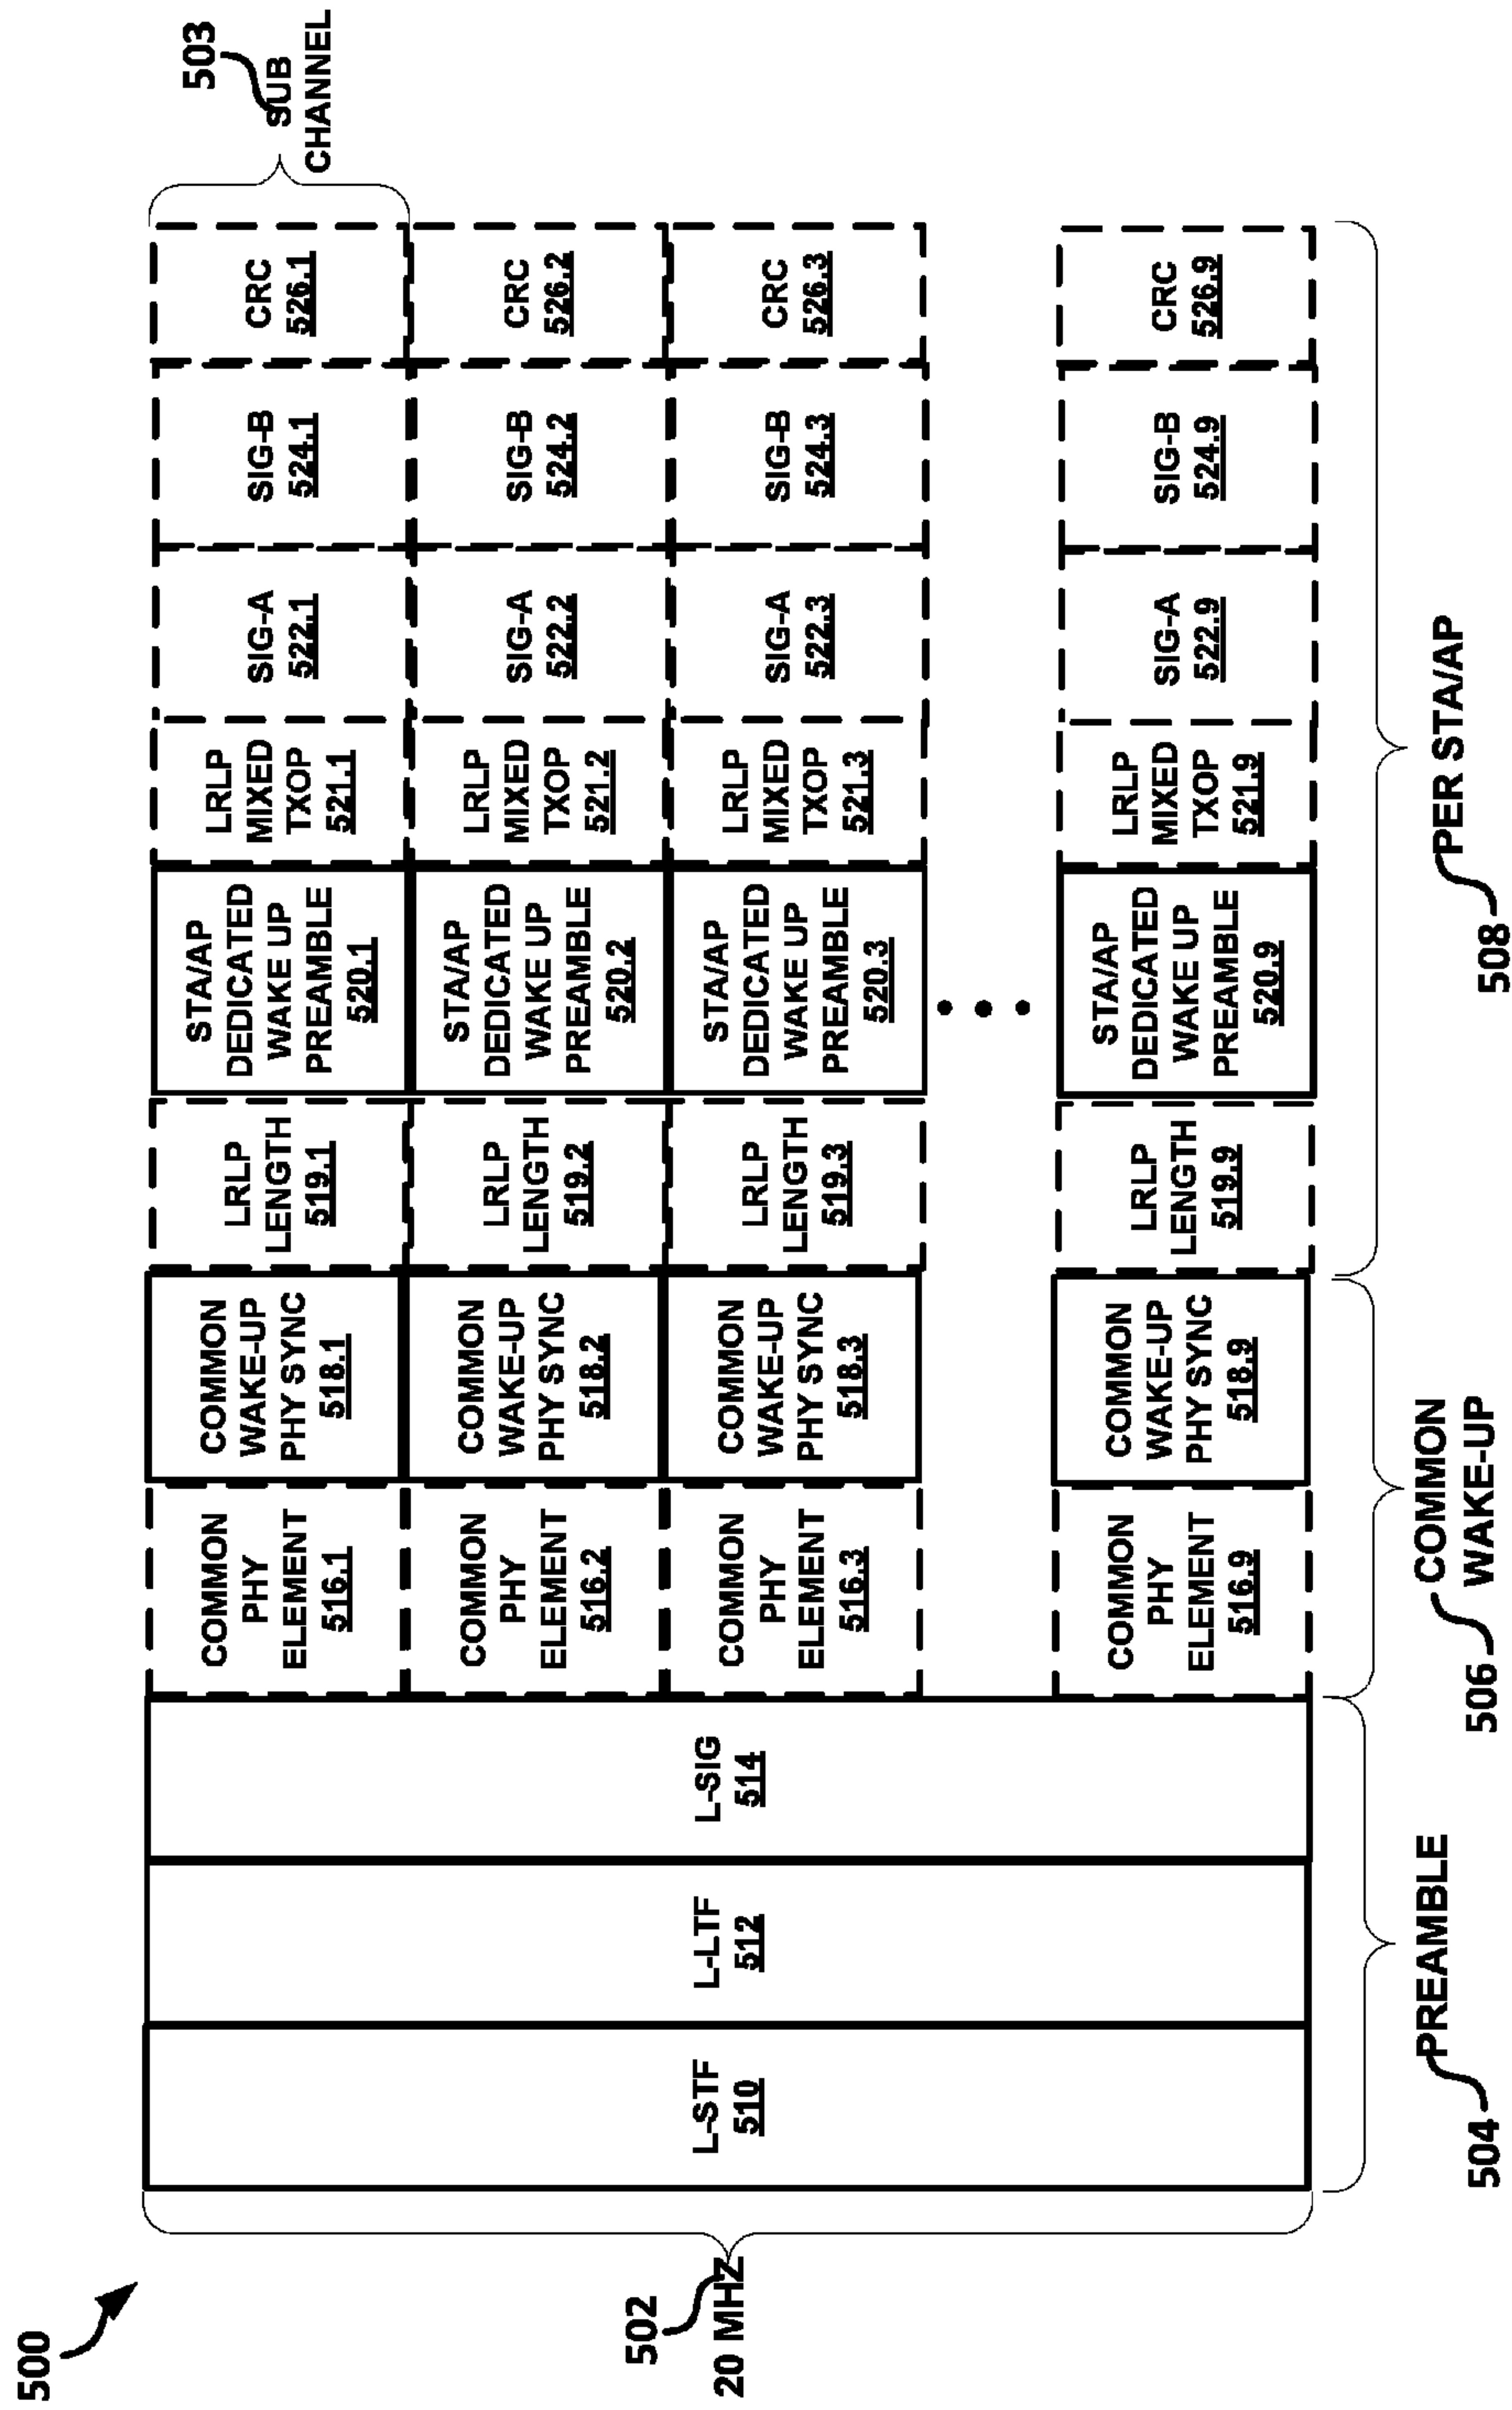 500
503
SUB
CHANNEL
502
20 MHZ
L-STF
510
L-LTF
512
L-SIG
514
COMMON
PHY
ELEMENT
516.1
COMMON
WAKE-UP
PHY SYNC
518.1
LRLP
LENGTH
519.1
STA/AP
DEDICATED
WAKE UP
PREAMBLE
520.1
LRLP
MIXED
TXOP
521.1
SIG-A
522.1
SIG-B
524.1
CRC
526.1
COMMON
PHY
ELEMENT
516.2
COMMON
WAKE-UP
PHY SYNC
518.2
LRLP
LENGTH
519.2
STA/AP
DEDICATED
WAKE UP
PREAMBLE
520.2
LRLP
MIXED
TXOP
521.2
SIG-A
522.2
SIG-B
524.2
CRC
526.2
COMMON
PHY
ELEMENT
516.3
COMMON
WAKE-UP
PHY SYNC
518.3
LRLP
LENGTH
519.3
STA/AP
DEDICATED
WAKE UP
PREAMBLE
520.3
LRLP
MIXED
TXOP
521.3
SIG-A
522.3
SIG-B
524.3
CRC
526.3
COMMON
PHY
ELEMENT
516.9
COMMON
WAKE-UP
PHY SYNC
518.9
LRLP
LENGTH
519.9
STA/AP
DEDICATED
WAKE UP
PREAMBLE
520.9
LRLP
MIXED
TXOP
521.9
SIG-A
522.9
SIG-B
524.9
CRC
526.9
504
PREAMBLE
506
COMMON
WAKE-UP
508
PER STA/AP